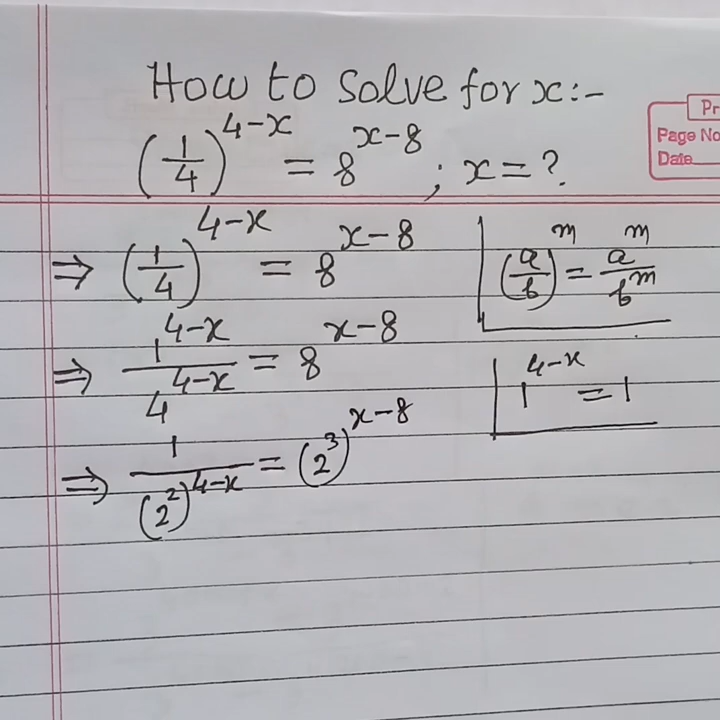 How to solve for x:-
(1/4)^(4-x) = 8^(x-8) ; x = ?
Pr
Page No
Date
⇒ (1/4)^(4-x) = 8^(x-8)
(a/b)^m = a^m/b^m
⇒ 1^(4-x)/4^(4-x) = 8^(x-8)
1^(4-x) = 1
⇒ 1/(2^2)^(4-x) = (2^3)^(x-8)